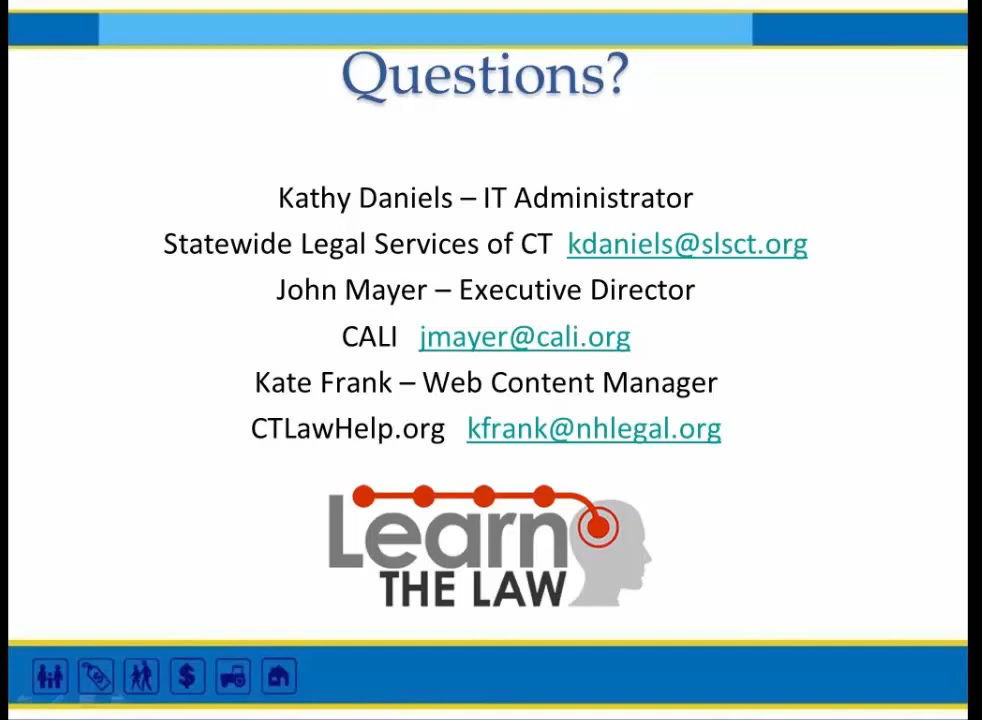 Questions?
Kathy Daniels – IT Administrator
Statewide Legal Services of CT kdaniels@slsct.org
John Mayer – Executive Director
CALI jmayer@cali.org
Kate Frank – Web Content Manager
CTLawHelp.org kfrank@nhlegal.org
Learn
THE LAW
$